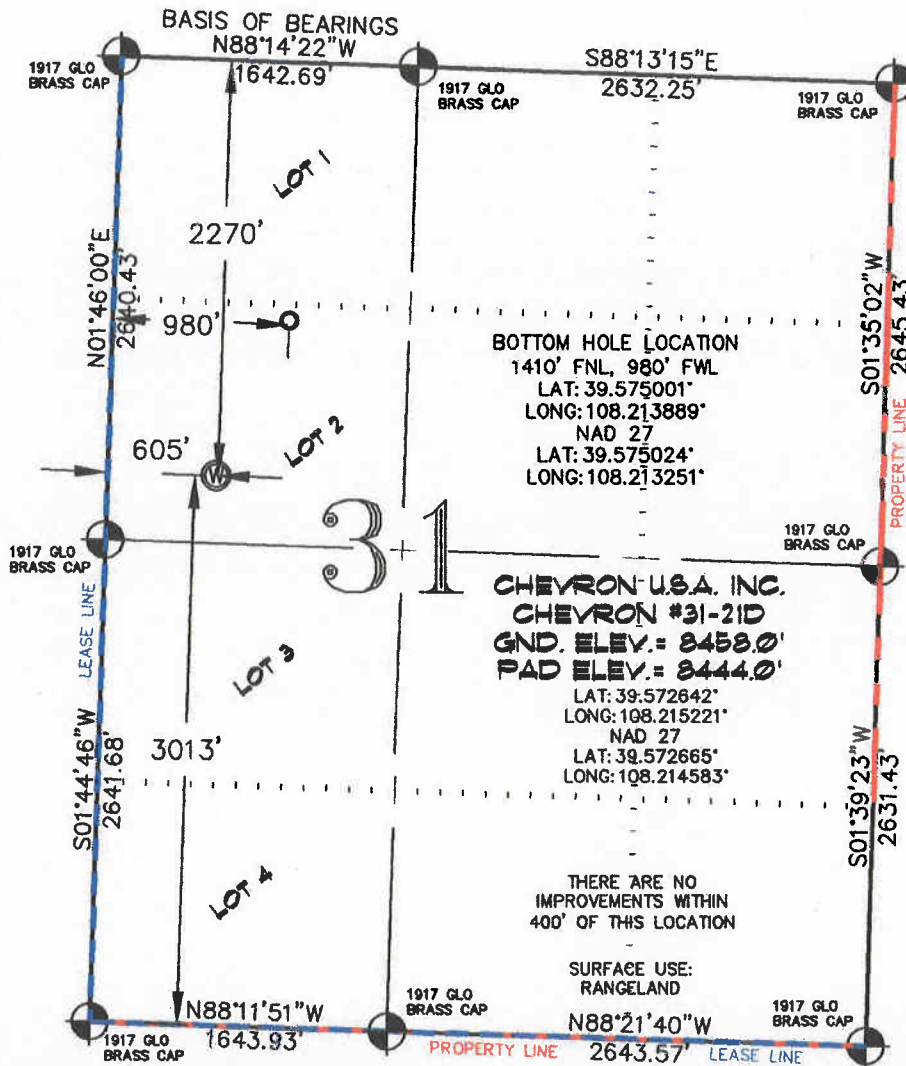 BASIS OF BEARINGS
N88°14'22"W
1642.69'
S88°13'15"E
2632.25'
1917 GLO
BRASS CAP
1917 GLO
BRASS CAP
1917 GLO
BRASS CAP
LOT 1
2270'
N01°46'00"E
2640.43'
980'
S01°35'02"W
2645.43'
PROPERTY LINE
BOTTOM HOLE LOCATION
1410' FNL, 980' FWL
LAT: 39.575001°
LONG: 108.213889°
NAD 27
LAT: 39.575024°
LONG: 108.213251°
605'
W
LOT 2
31
1917 GLO
BRASS CAP
1917 GLO
BRASS CAP
CHEVRON U.S.A. INC.
CHEVRON #31-21D
GND. ELEV.= 8458.0'
PAD ELEV.= 8444.0'
LAT: 39.572642°
LONG: 108.215221°
NAD 27
LAT: 39.572665°
LONG: 108.214583°
LEASE LINE
S01°44'46"W
2641.68'
LOT 3
3013'
S01°39'23"W
2631.43'
LOT 4
THERE ARE NO
IMPROVEMENTS WITHIN
400' OF THIS LOCATION
SURFACE USE:
RANGELAND
1917 GLO
BRASS CAP
N88°11'51"W
1643.93'
1917 GLO
BRASS CAP
N88°21'40"W
2643.57'
1917 GLO
BRASS CAP
PROPERTY LINE
LEASE LINE